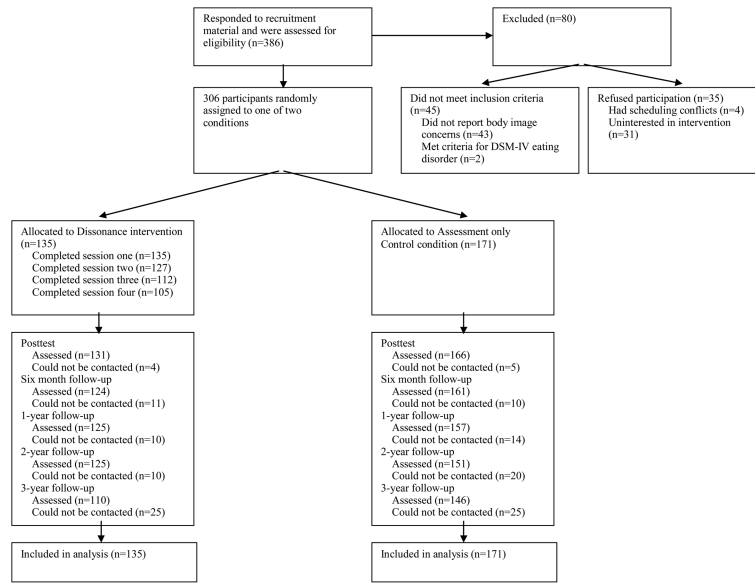 Responded to recruitment
material and were assessed for
eligibility (n=386)
Excluded (n=80)
306 participants randomly
assigned to one of two
conditions
Did not meet inclusion criteria
(n=45)
Did not report body image
concerns (n=43)
Met criteria for DSM-IV eating
disorder (n=2)
Refused participation (n=35)
Had scheduling conflicts (n=4)
Uninterested in intervention
(n=31)
Allocated to Dissonance intervention
(n=135)
Completed session one (n=135)
Completed session two (n=127)
Completed session three (n=112)
Completed session four (n=105)
Allocated to Assessment only
Control condition (n=171)
Posttest
Assessed (n=131)
Could not be contacted (n=4)
Six month follow-up
Assessed (n=124)
Could not be contacted (n=11)
1-year follow-up
Assessed (n=125)
Could not be contacted (n=10)
2-year follow-up
Assessed (n=125)
Could not be contacted (n=10)
3-year follow-up
Assessed (n=110)
Could not be contacted (n=25)
Posttest
Assessed (n=166)
Could not be contacted (n=5)
Six month follow-up
Assessed (n=161)
Could not be contacted (n=10)
1-year follow-up
Assessed (n=157)
Could not be contacted (n=14)
2-year follow-up
Assessed (n=151)
Could not be contacted (n=20)
3-year follow-up
Assessed (n=146)
Could not be contacted (n=25)
Included in analysis (n=135)
Included in analysis (n=171)